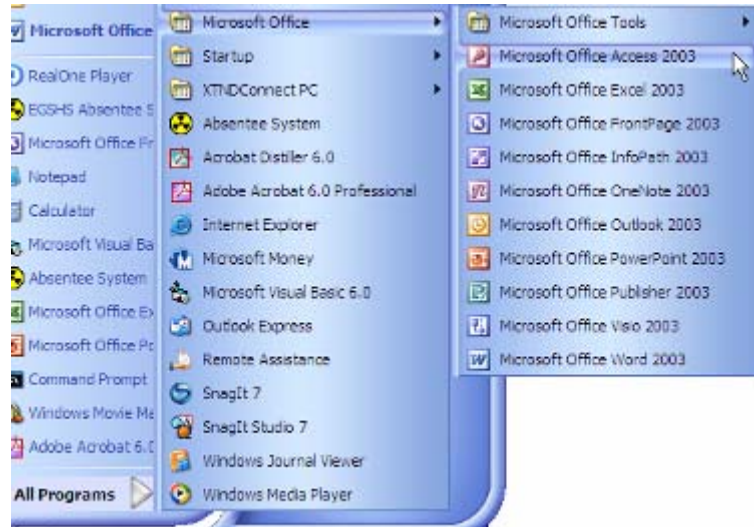 Microsoft Office
RealOne Player
EGSHS Absentee S
Microsoft Office Fr
Notepad
Calculator
Microsoft Visual Ba
Absentee System
Microsoft Office Ex
Microsoft Office Po
Command Prompt
Windows Movie Ma
Adobe Acrobat 6.0
All Programs
Microsoft Office
Startup
XTNDConnect PC
Absentee System
Acrobat Distiller 6.0
Adobe Acrobat 6.0 Professional
Internet Explorer
Microsoft Money
Microsoft Visual Basic 6.0
Outlook Express
Remote Assistance
SnagIt 7
SnagIt Studio 7
Windows Journal Viewer
Windows Media Player
Microsoft Office Tools
Microsoft Office Access 2003
Microsoft Office Excel 2003
Microsoft Office FrontPage 2003
Microsoft Office InfoPath 2003
Microsoft Office OneNote 2003
Microsoft Office Outlook 2003
Microsoft Office PowerPoint 2003
Microsoft Office Publisher 2003
Microsoft Office Visio 2003
Microsoft Office Word 2003